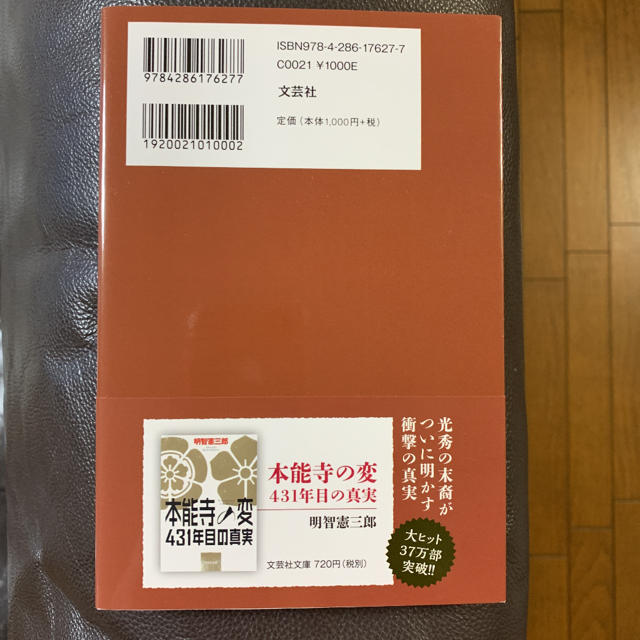 9784286176277
1920021010002
ISBN978-4-286-17627-7
C0021 ¥1000E
文芸社
定価（本体1,000円+税）
光秀の末裔が
ついに明かす
衝撃の真実
大ヒット
37万部
突破!!
本能寺の変
431年目の真実
明智憲三郎
文芸社文庫 720円（税別）
明智憲三郎
本能寺の変
431年目の真実